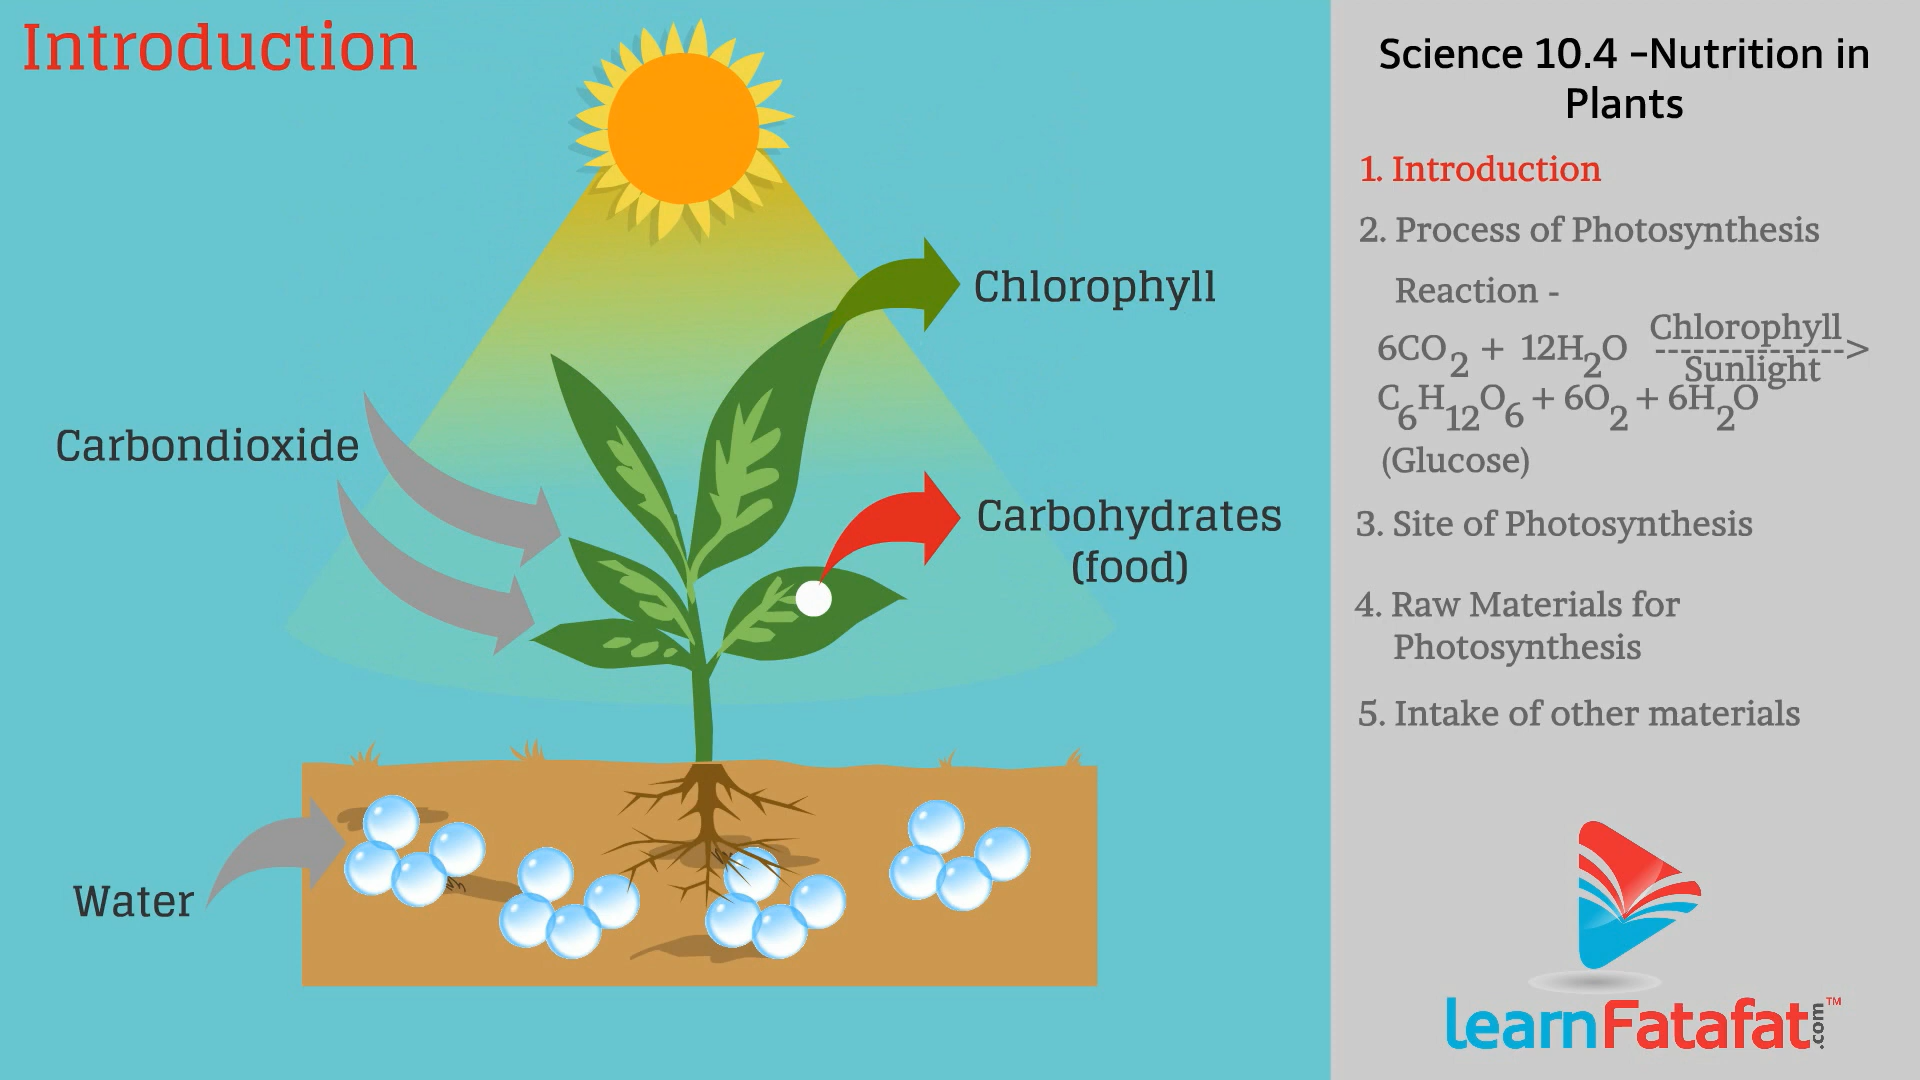 Introduction
Chlorophyll
Carbondioxide
Carbohydrates
(food)
Water
Science 10.4 –Nutrition in
Plants
1. Introduction
2. Process of Photosynthesis
Reaction -
6CO₂ + 12H₂O Chlorophyll
--------------->
Sunlight
C₆H₁₂O₆ + 6O₂ + 6H₂O
(Glucose)
3. Site of Photosynthesis
4. Raw Materials for
Photosynthesis
5. Intake of other materials
learnFatafat.com™